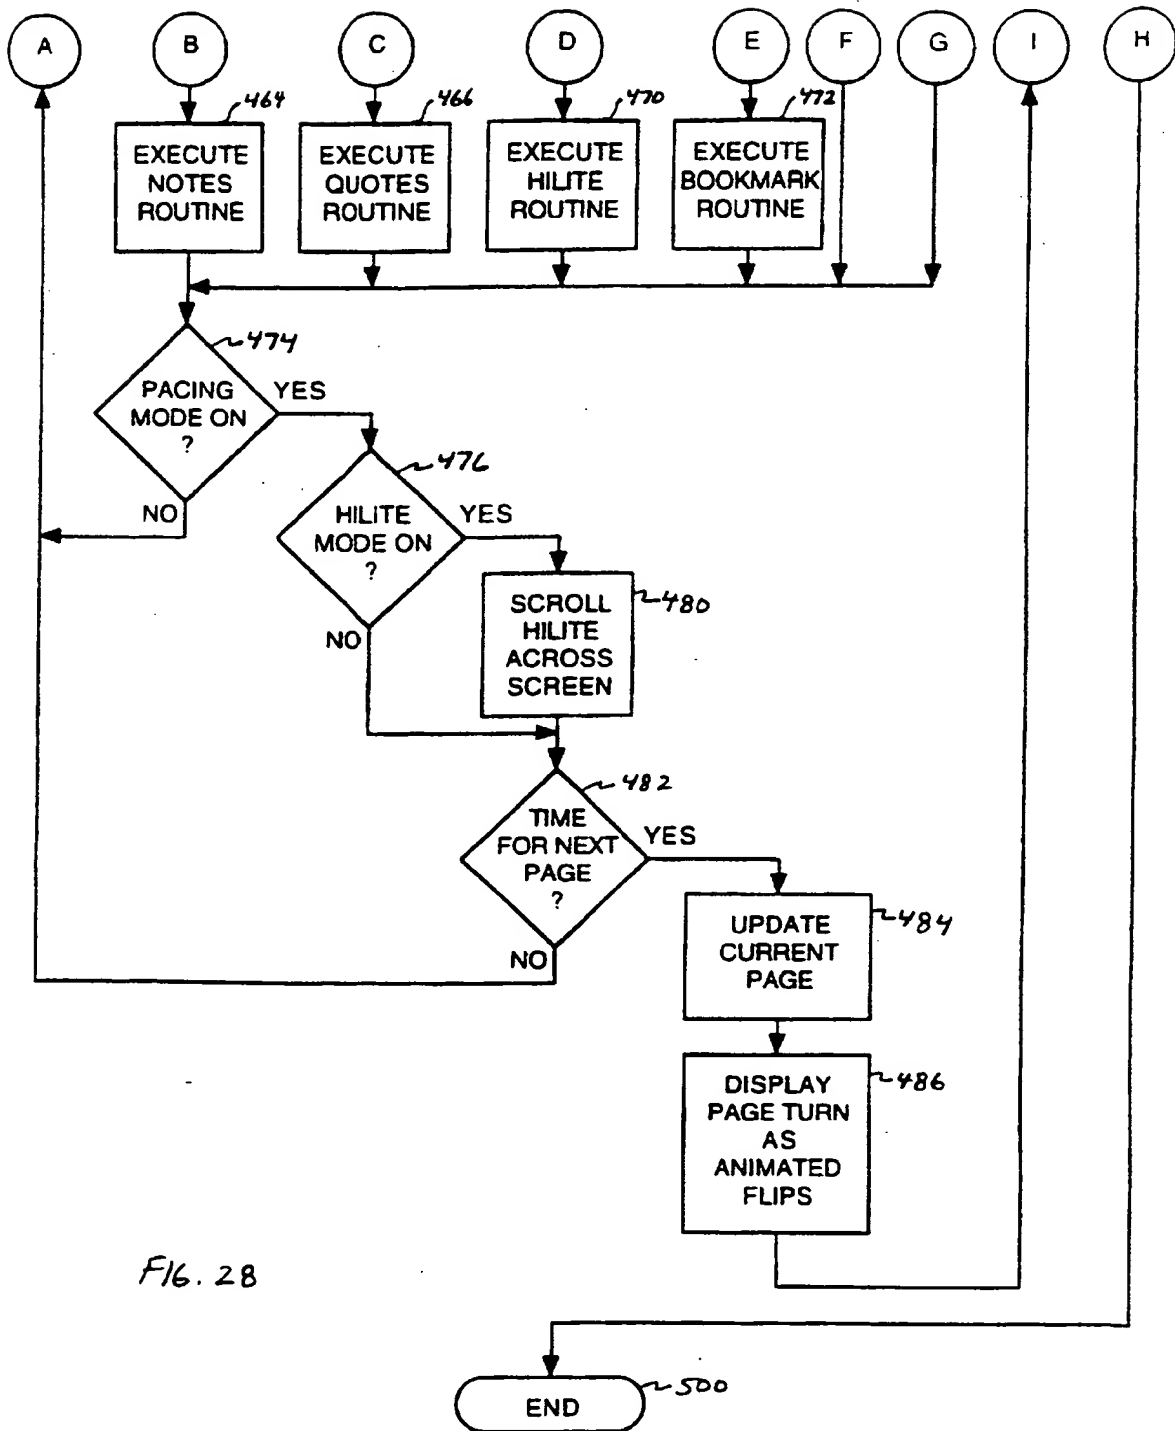 A
B
C
D
E
F
G
I
H
464
466
470
472
EXECUTE
NOTES
ROUTINE
EXECUTE
QUOTES
ROUTINE
EXECUTE
HILITE
ROUTINE
EXECUTE
BOOKMARK
ROUTINE
474
PACING
MODE ON
?
YES
NO
476
HILITE
MODE ON
?
YES
NO
480
SCROLL
HILITE
ACROSS
SCREEN
482
TIME
FOR NEXT
PAGE
?
YES
NO
484
UPDATE
CURRENT
PAGE
486
DISPLAY
PAGE TURN
AS
ANIMATED
FLIPS
FIG. 28
END
500